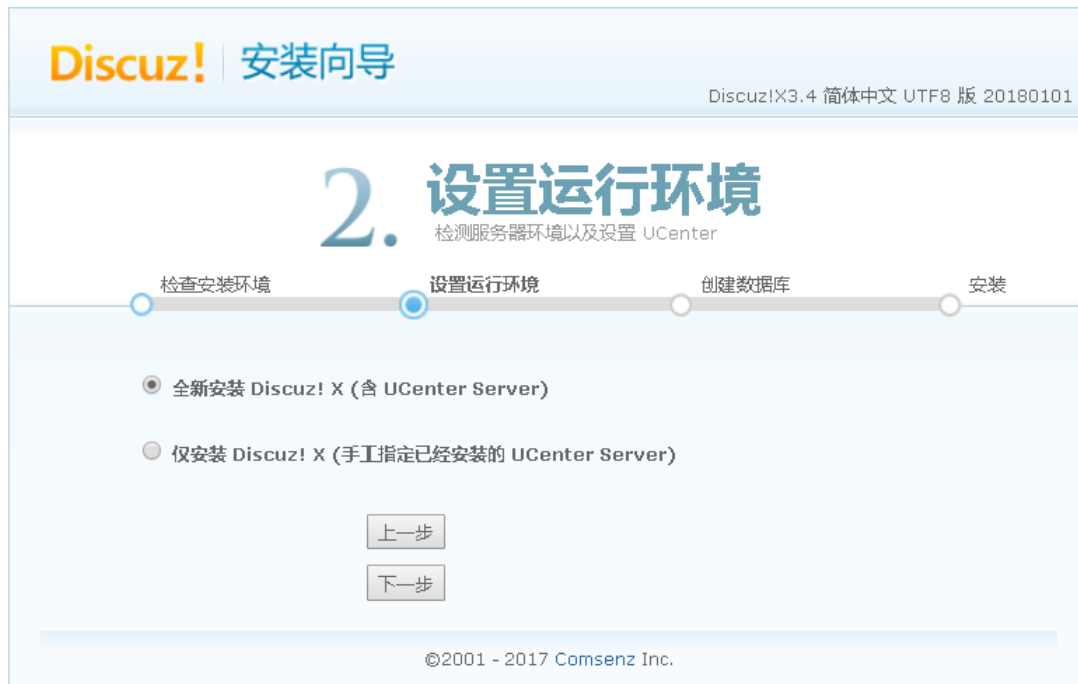 Discuz! 安装向导
Discuz!X3.4 简体中文 UTF8 版 20180101
2. 设置运行环境
检测服务器环境以及设置 UCenter
检查安装环境 设置运行环境 创建数据库 安装
全新安装 Discuz! X (含 UCenter Server)
仅安装 Discuz! X (手工指定已经安装的 UCenter Server)
上一步
下一步
©2001 - 2017 Comsenz Inc.